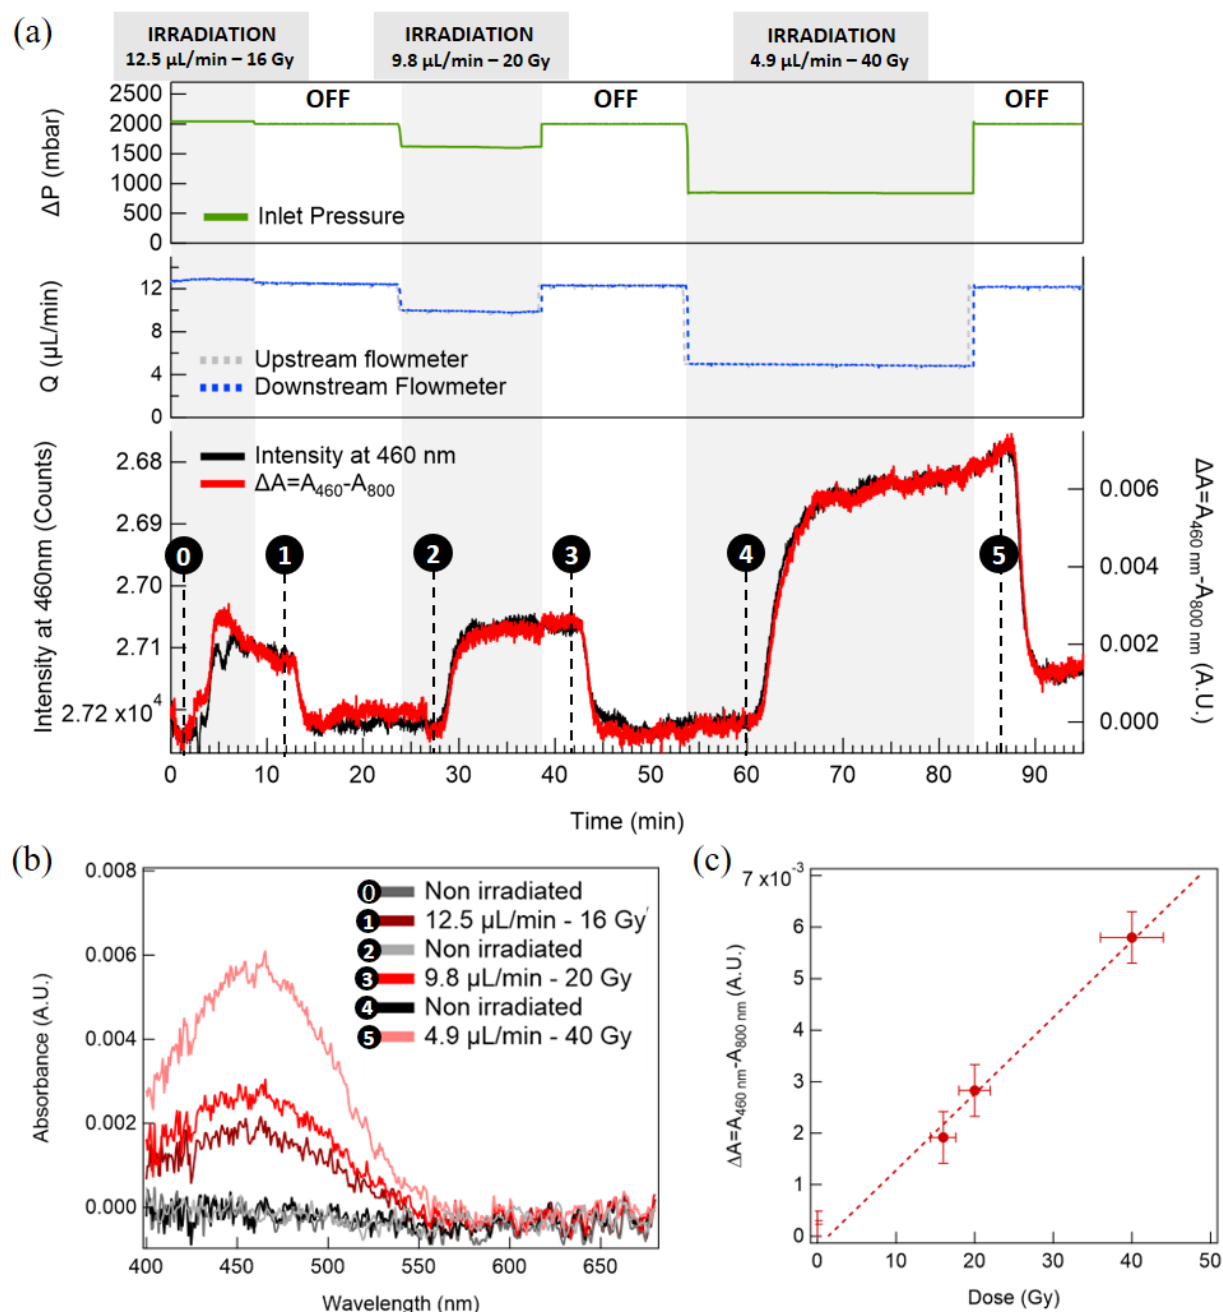 (a)
IRRADIATION
12.5 µL/min – 16 Gy
IRRADIATION
9.8 µL/min – 20 Gy
IRRADIATION
4.9 µL/min – 40 Gy
OFF
OFF
OFF
2500
2000
1500
1000
500
0
ΔP (mbar)
Inlet Pressure
12
8
4
0
Q (µL/min)
Upstream flowmeter
Downstream Flowmeter
Intensity at 460 nm
ΔA=A460-A800
2.68
2.69
2.70
2.71
2.72 x10⁴
Intensity at 460nm (Counts)
0
1
2
3
4
5
0.006
0.004
0.002
0.000
ΔA=A460 nm-A800 nm (A.U.)
0 10 20 30 40 50 60 70 80 90
Time (min)
(b)
0.008
0.006
0.004
0.002
0.000
Absorbance (A.U.)
0 Non irradiated
1 12.5 µL/min - 16 Gy
2 Non irradiated
3 9.8 µL/min - 20 Gy
4 Non irradiated
5 4.9 µL/min - 40 Gy
400 450 500 550 600 650
Wavelength (nm)
(c)
7 x10⁻³
6
5
4
3
2
1
0
ΔA=A460 nm-A800 nm (A.U.)
0 10 20 30 40 50
Dose (Gy)